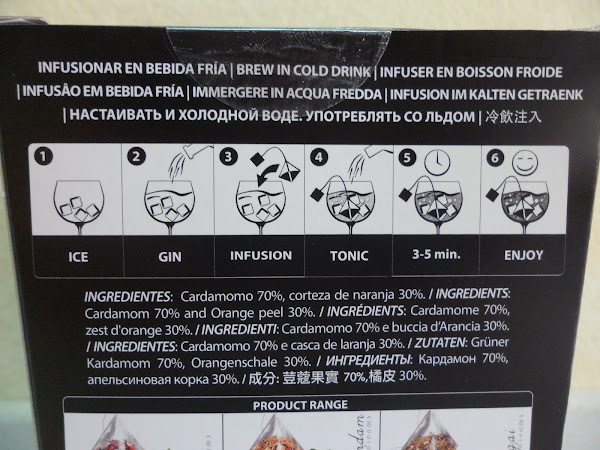 INFUSIONAR EN BEBIDA FRÍA | BREW IN COLD DRINK | INFUSER EN BOISSON FROIDE
| INFUSÂO EM BEBIDA FRÍA | IMMERGERE IN ACQUA FREDDA | INFUSION IM KALTEN GETRAENK
| НАСТАИВАТЬ И ХОЛОДНОЙ ВОДЕ. УПОТРЕБЛЯТЬ СО ЛЬДОМ | 冷飲注入
1 2 3 4 5 6
ICE GIN INFUSION TONIC 3-5 min. ENJOY
INGREDIENTES: Cardamomo 70%, corteza de naranja 30%. / INGREDIENTS:
Cardamom 70% and Orange peel 30%. / INGRÉDIENTS: Cardamome 70%,
zest d'orange 30%. / INGREDIENTI: Cardamomo 70% e buccia d'Arancia 30%.
/ INGREDIENTES: Cardamomo 70% e casca de laranja 30%. / ZUTATEN: Grüner
Kardamom 70%, Orangenschale 30%. / ИНГРЕДИЕНТЫ: Кардамон 70%,
апельсиновая корка 30%. / 成分: 荳蔻果實 70%,橘皮 30%.
PRODUCT RANGE